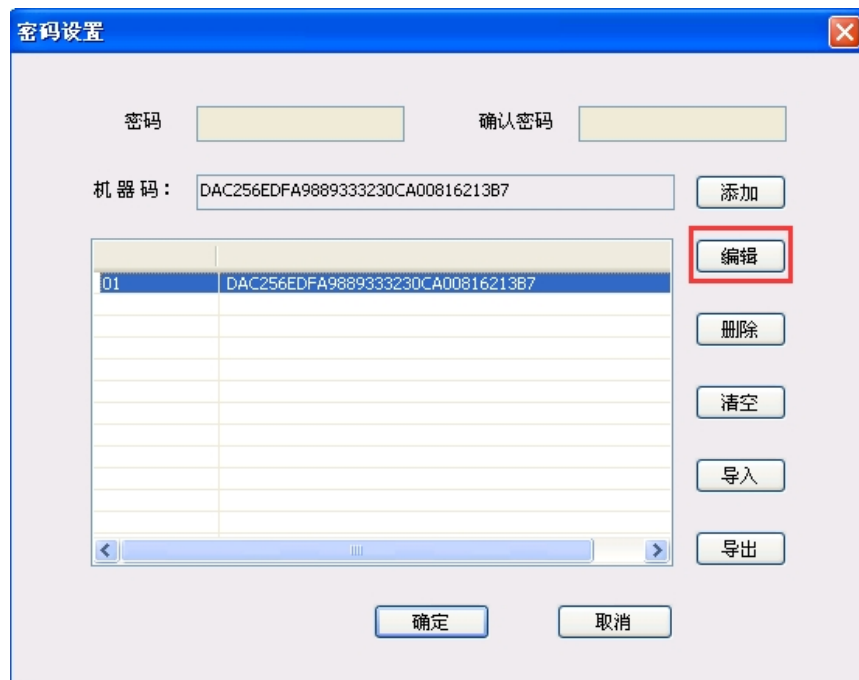 密码设置
密码 确认密码
机器码： DAC256EDFA9889333230CA00816213B7 添加
编辑
01 DAC256EDFA9889333230CA00816213B7
删除
清空
导入
导出
确定 取消